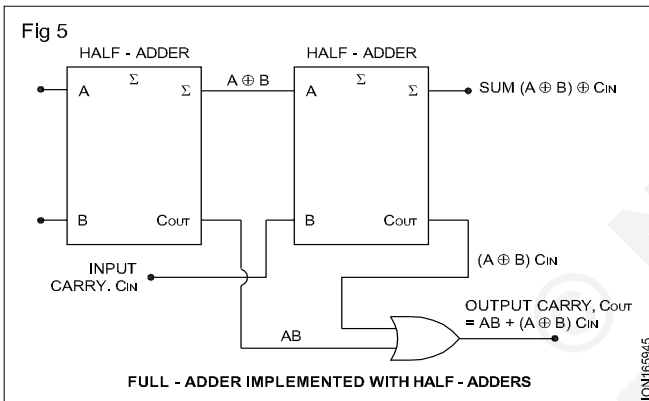 Fig 5
HALF - ADDER
HALF - ADDER
A
Σ
Σ
A ⊕ B
A
Σ
Σ
SUM (A ⊕ B) ⊕ CIN
B
COUT
B
COUT
INPUT
CARRY. CIN
(A ⊕ B) CIN
OUTPUT CARRY, COUT
= AB + (A ⊕ B) CIN
AB
FULL - ADDER IMPLEMENTED WITH HALF - ADDERS
ION165945